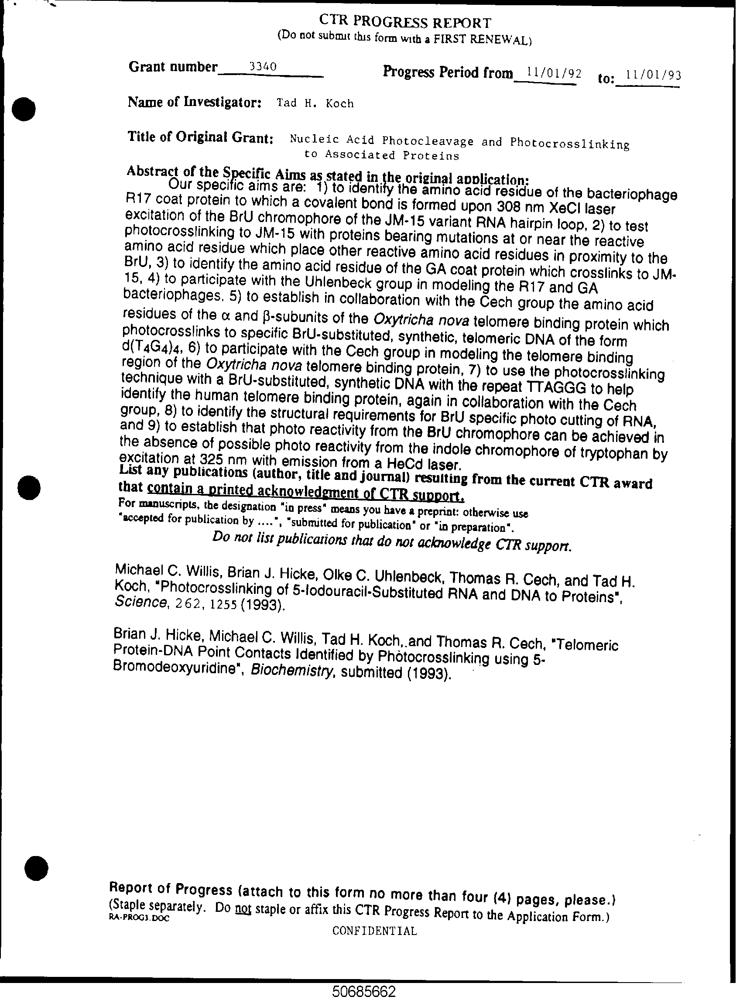 CTR PROGRESS REPORT
(Do not submit this form with a FIRST RENEWAL)
Grant number 3340 Progress Period from 11/01/92 to: 11/01/93
Name of Investigator: Tad H. Koch
Title of Original Grant: Nucleic Acid Photocleavage and Photocrosslinking
to Associated Proteins
Abstract of the Specific Aims as stated in the original application:
Our specific aims are: 1) to identify the amino acid residue of the bacteriophage
R17 coat protein to which a covalent bond is formed upon 308 nm XeCl laser
excitation of the BrU chromophore of the JM-15 variant RNA hairpin loop, 2) to test
photocrosslinking to JM-15 with proteins bearing mutations at or near the reactive
amino acid residue which place other reactive amino acid residues in proximity to the
BrU, 3) to identify the amino acid residue of the GA coat protein which crosslinks to JM-
15, 4) to participate with the Uhlenbeck group in modeling the R17 and GA
bacteriophages, 5) to establish in collaboration with the Cech group the amino acid
residues of the α and β-subunits of the Oxytricha nova telomere binding protein which
photocrosslinks to specific BrU-substituted, synthetic, telomeric DNA of the form
d(T4G4)4, 6) to participate with the Cech group in modeling the telomere binding
region of the Oxytricha nova telomere binding protein, 7) to use the photocrosslinking
technique with a BrU-substituted, synthetic DNA with the repeat TTAGGG to help
identify the human telomere binding protein, again in collaboration with the Cech
group, 8) to identify the structural requirements for BrU specific photo cutting of RNA,
and 9) to establish that photo reactivity from the BrU chromophore can be achieved in
the absence of possible photo reactivity from the indole chromophore of tryptophan by
excitation at 325 nm with emission from a HeCd laser.
List any publications (author, title and journal) resulting from the current CTR award
that contain a printed acknowledgment of CTR support.
For manuscripts, the designation "in press" means you have a preprint: otherwise use
"accepted for publication by ....", "submitted for publication" or "in preparation".
Do not list publications that do not acknowledge CTR support.
Michael C. Willis, Brian J. Hicke, Olke C. Uhlenbeck, Thomas R. Cech, and Tad H.
Koch, "Photocrosslinking of 5-Iodouracil-Substituted RNA and DNA to Proteins",
Science, 262, 1255 (1993).
Brian J. Hicke, Michael C. Willis, Tad H. Koch, and Thomas R. Cech, "Telomeric
Protein-DNA Point Contacts Identified by Photocrosslinking using 5-
Bromodeoxyuridine", Biochemistry, submitted (1993).
Report of Progress (attach to this form no more than four (4) pages, please.)
(Staple separately. Do not staple or affix this CTR Progress Report to the Application Form.)
RA-PROG3.DOC
CONFIDENTIAL
50685662